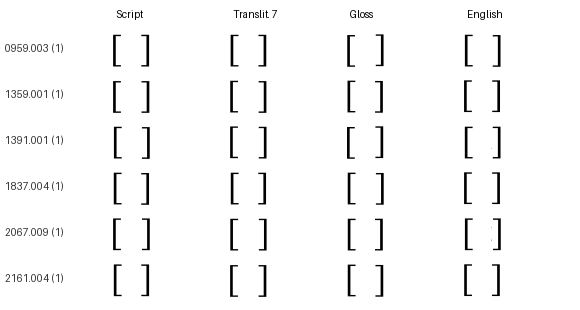 Script Translit. 7 Gloss English
0959.003 (1) [ ] [ ] [ ] [ ]
1359.001 (1) [ ] [ ] [ ] [ ]
1391.001 (1) [ ] [ ] [ ] [ ]
1837.004 (1) [ ] [ ] [ ] [ ]
2067.009 (1) [ ] [ ] [ ] [ ]
2161.004 (1) [ ] [ ] [ ] [ ]